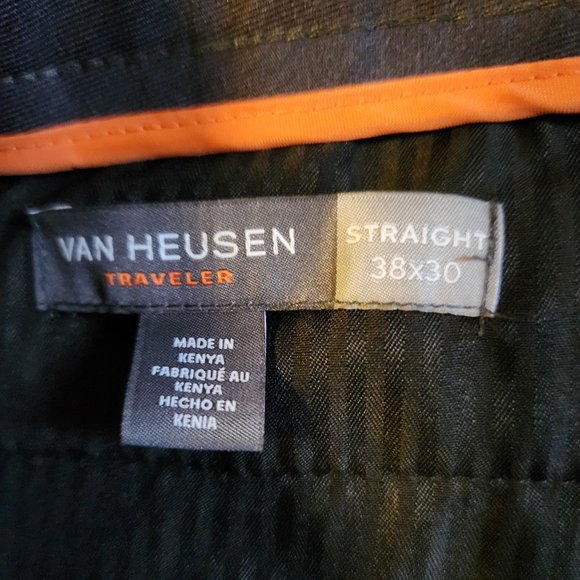 VAN HEUSEN
TRAVELER
STRAIGHT
38x30
MADE IN
KENYA
FABRIQUÉ AU
KENYA
HECHO EN
KENIA